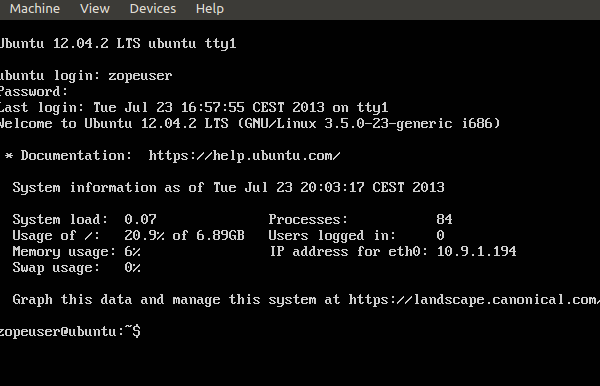 Machine View Devices Help
Ubuntu 12.04.2 LTS ubuntu tty1
ubuntu login: zopeuser
Password:
Last login: Tue Jul 23 16:57:55 CEST 2013 on tty1
Welcome to Ubuntu 12.04.2 LTS (GNU/Linux 3.5.0-23-generic i686)
* Documentation: https://help.ubuntu.com/
System information as of Tue Jul 23 20:03:17 CEST 2013
System load: 0.07 Processes: 84
Usage of /: 20.9% of 6.89GB Users logged in: 0
Memory usage: 6% IP address for eth0: 10.9.1.194
Swap usage: 0%
Graph this data and manage this system at https://landscape.canonical.com/
zopeuser@ubuntu:~$